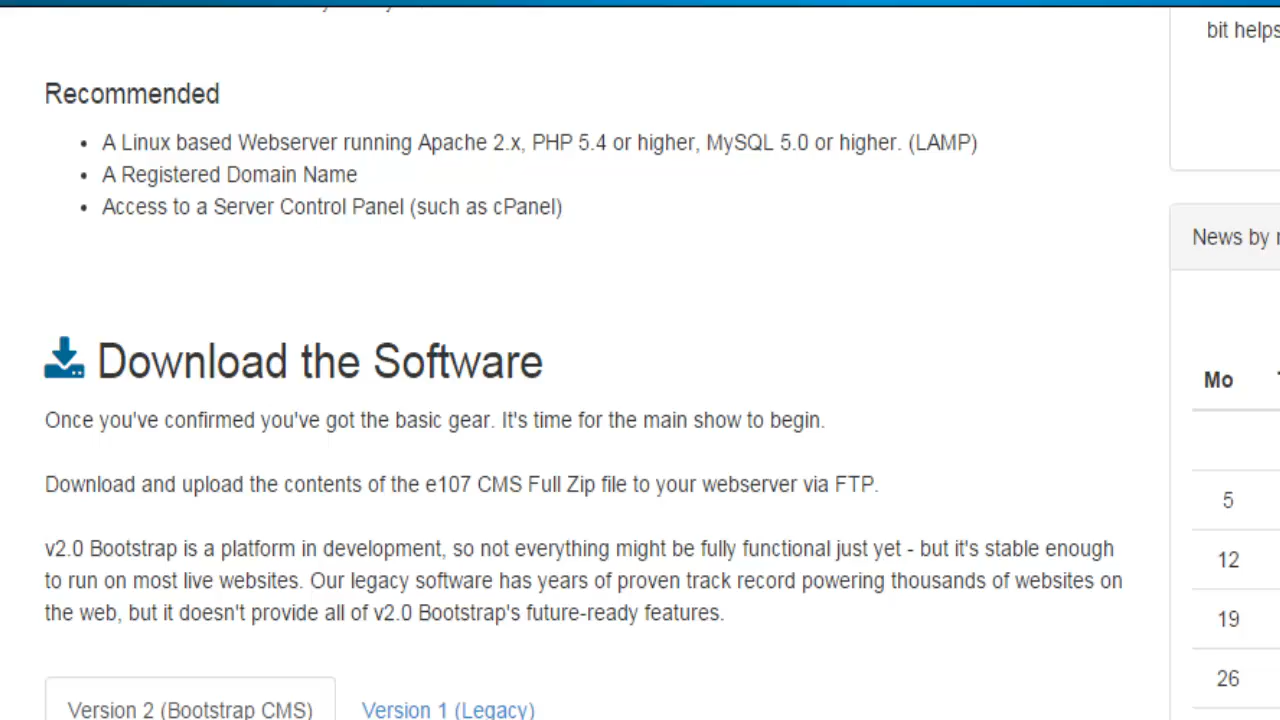 bit helps
Recommended
A Linux based Webserver running Apache 2.x, PHP 5.4 or higher, MySQL 5.0 or higher. (LAMP)
A Registered Domain Name
Access to a Server Control Panel (such as cPanel)
Download the Software
Once you've confirmed you've got the basic gear. It's time for the main show to begin.
Download and upload the contents of the e107 CMS Full Zip file to your webserver via FTP.
v2.0 Bootstrap is a platform in development, so not everything might be fully functional just yet - but it's stable enough
to run on most live websites. Our legacy software has years of proven track record powering thousands of websites on
the web, but it doesn't provide all of v2.0 Bootstrap's future-ready features.
Version 2 (Bootstrap CMS) Version 1 (Legacy)
News by
Mo
5
12
19
26